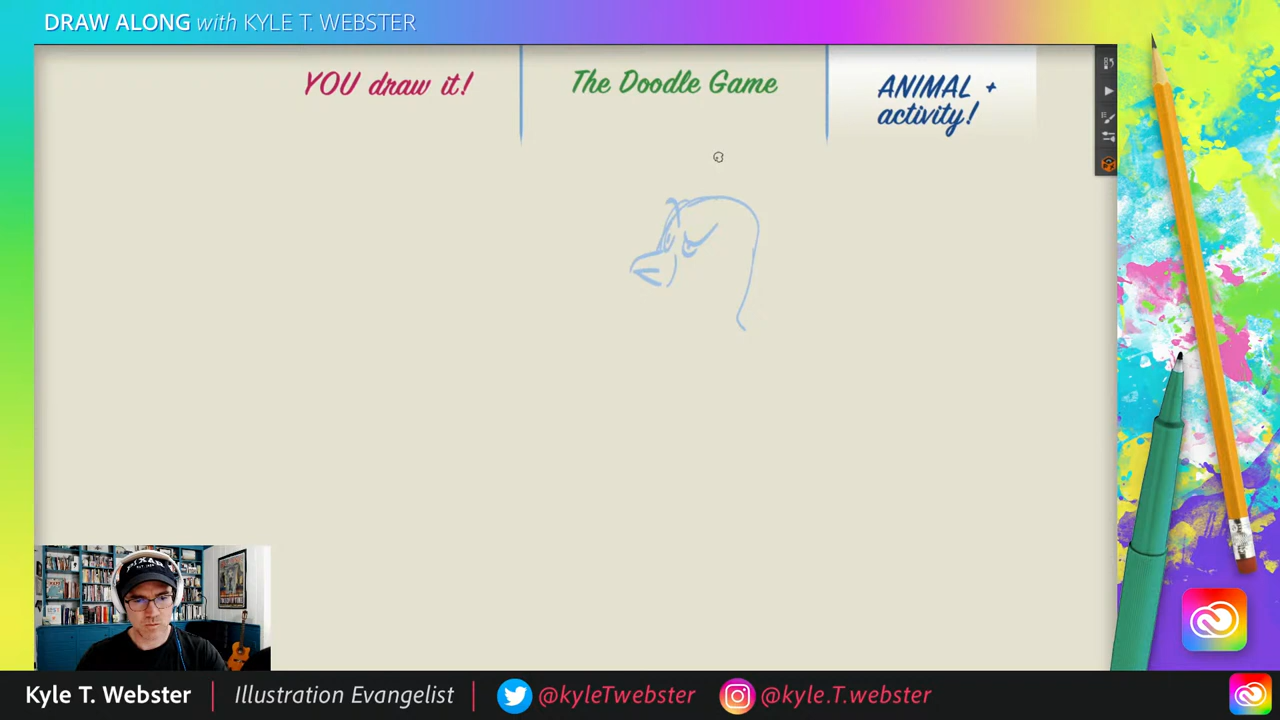 DRAW ALONG with KYLE T. WEBSTER
YOU draw it!
The Doodle Game
ANIMAL +
activity!
PIXAR
Kyle T. Webster | Illustration Evangelist | @kyleTwebster @kyle.T.webster